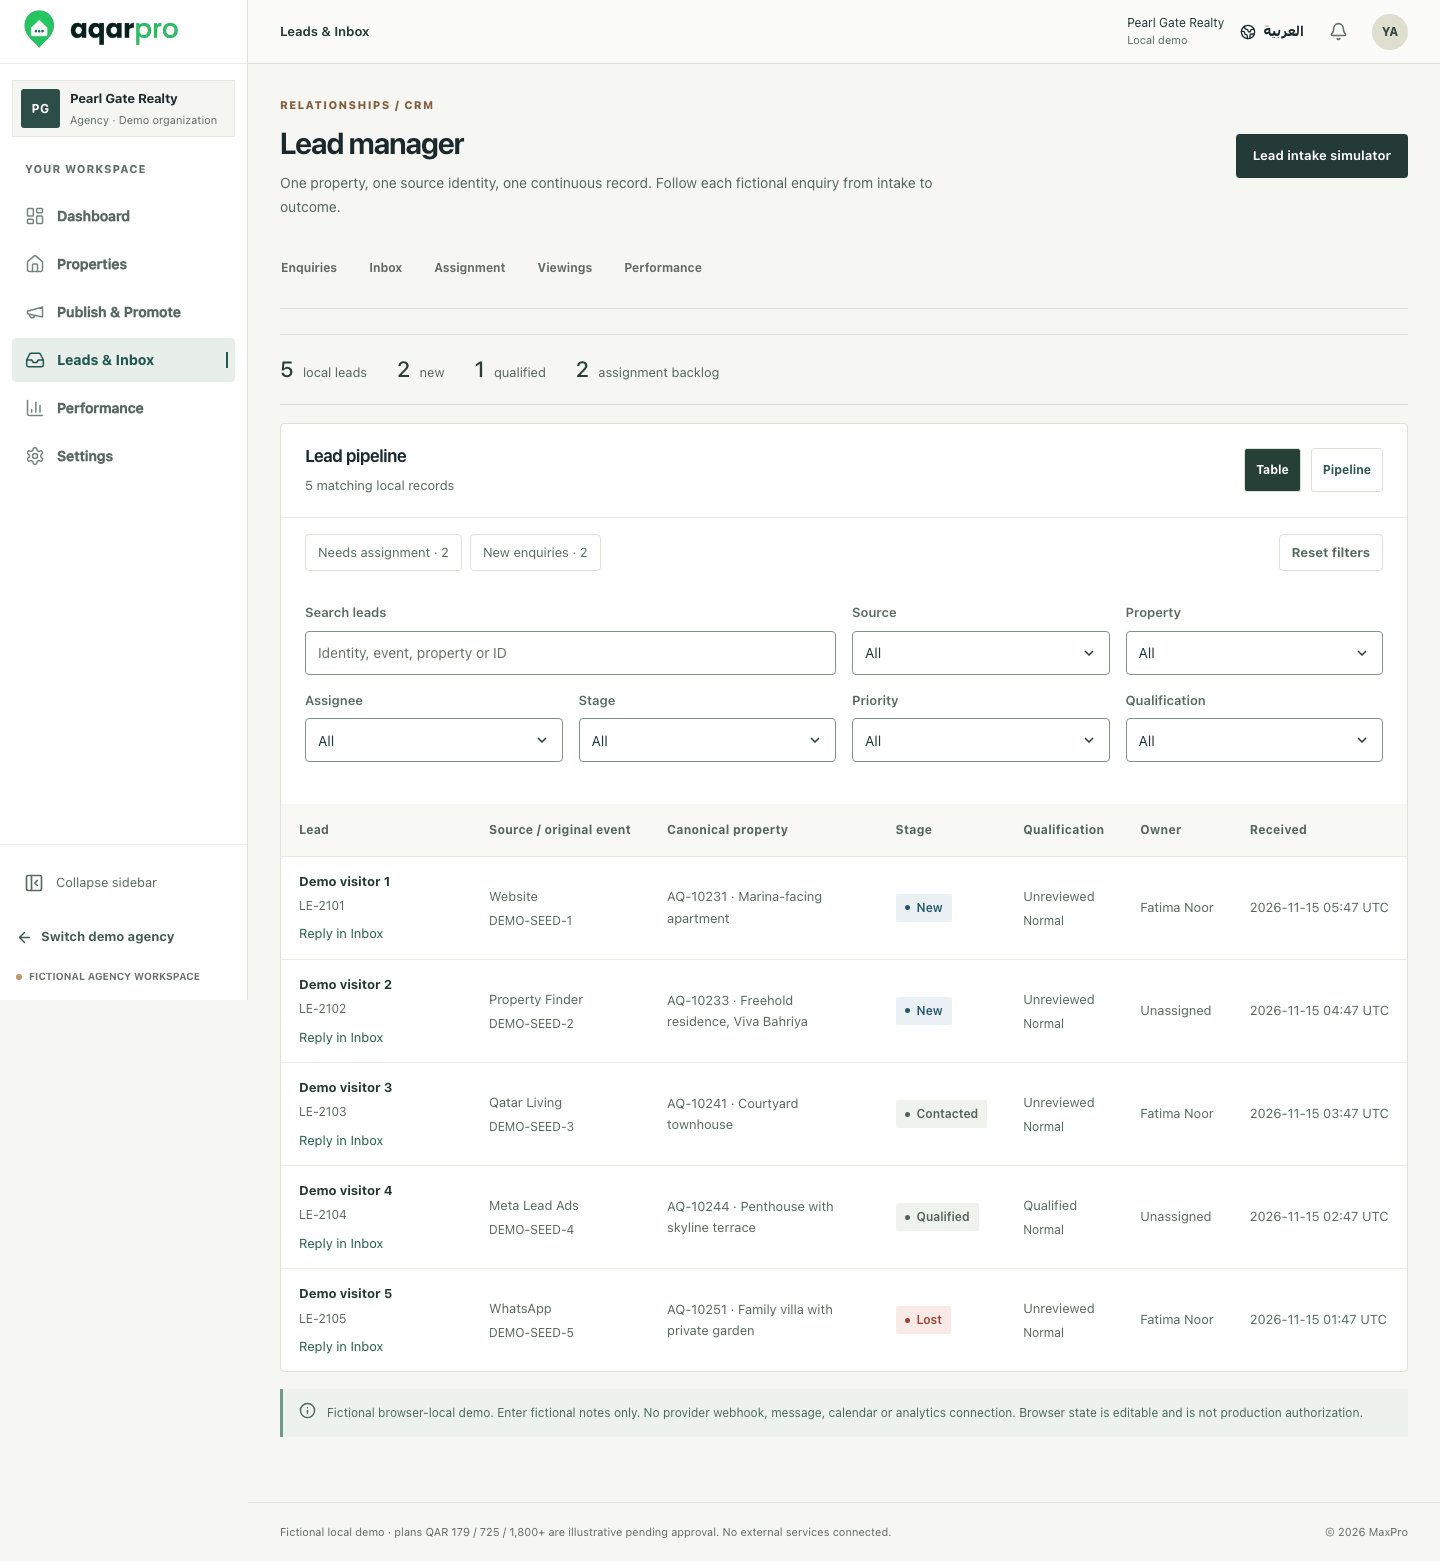 aqarpro
Leads & Inbox
Pearl Gate Realty
Local demo
العربية
YA
PG
Pearl Gate Realty
Agency · Demo organization
YOUR WORKSPACE
Dashboard
Properties
Publish & Promote
Leads & Inbox
Performance
Settings
Collapse sidebar
Switch demo agency
FICTIONAL AGENCY WORKSPACE
RELATIONSHIPS / CRM
Lead manager
One property, one source identity, one continuous record. Follow each fictional enquiry from intake to
outcome.
Lead intake simulator
Enquiries Inbox Assignment Viewings Performance
5 local leads 2 new 1 qualified 2 assignment backlog
Lead pipeline
5 matching local records
Table Pipeline
Needs assignment · 2 New enquiries · 2 Reset filters
Search leads Source Property
Identity, event, property or ID All All
Assignee Stage Priority Qualification
All All All All
Lead Source / original event Canonical property Stage Qualification Owner Received
Demo visitor 1
LE-2101
Reply in Inbox
Website
DEMO-SEED-1
AQ-10231 · Marina-facing
apartment
New
Unreviewed
Normal
Fatima Noor
2026-11-15 05:47 UTC
Demo visitor 2
LE-2102
Reply in Inbox
Property Finder
DEMO-SEED-2
AQ-10233 · Freehold
residence, Viva Bahriya
New
Unreviewed
Normal
Unassigned
2026-11-15 04:47 UTC
Demo visitor 3
LE-2103
Reply in Inbox
Qatar Living
DEMO-SEED-3
AQ-10241 · Courtyard
townhouse
Contacted
Unreviewed
Normal
Fatima Noor
2026-11-15 03:47 UTC
Demo visitor 4
LE-2104
Reply in Inbox
Meta Lead Ads
DEMO-SEED-4
AQ-10244 · Penthouse with
skyline terrace
Qualified
Qualified
Normal
Unassigned
2026-11-15 02:47 UTC
Demo visitor 5
LE-2105
Reply in Inbox
WhatsApp
DEMO-SEED-5
AQ-10251 · Family villa with
private garden
Lost
Unreviewed
Normal
Fatima Noor
2026-11-15 01:47 UTC
Fictional browser-local demo. Enter fictional notes only. No provider webhook, message, calendar or analytics connection. Browser state is editable and is not production authorization.
Fictional local demo · plans QAR 179 / 725 / 1,800+ are illustrative pending approval. No external services connected.
© 2026 MaxPro